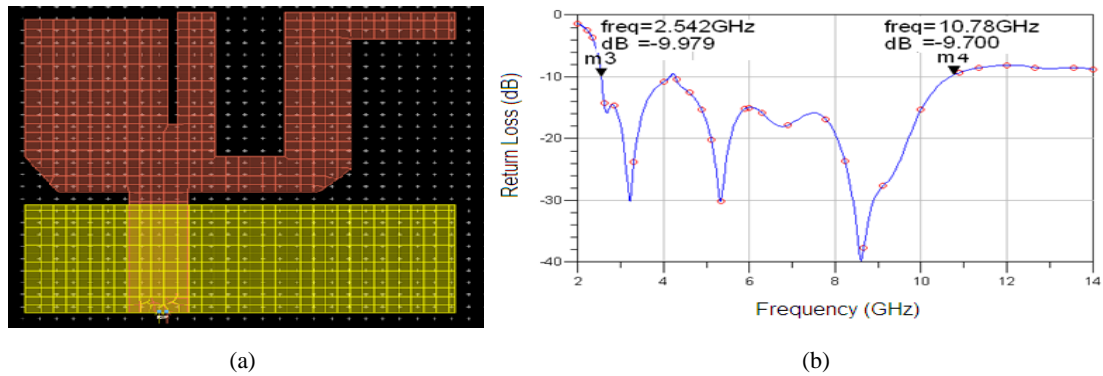 freq=2.542GHz
dB =-9.979
m3
freq=10.78GHz
dB =-9.700
m4
Return Loss (dB)
0
-10
-20
-30
-40
2
4
6
8
10
12
14
Frequency (GHz)
(a)
(b)